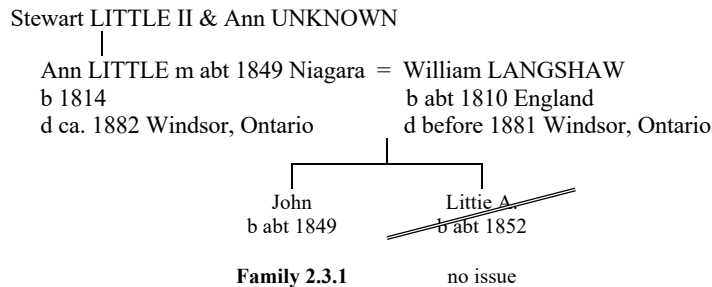 Stewart LITTLE II & Ann UNKNOWN
Ann LITTLE m abt 1849 Niagara = William LANGSHAW
b 1814 b abt 1810 England
d ca. 1882 Windsor, Ontario d before 1881 Windsor, Ontario
John Littie A.
b abt 1849 b abt 1852
Family 2.3.1 no issue